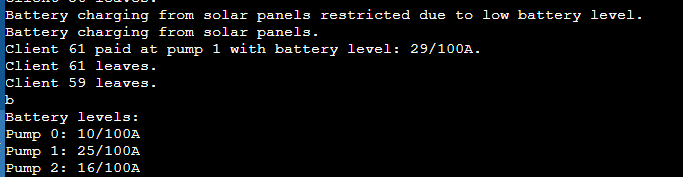 Battery charging from solar panels restricted due to low battery level.
Battery charging from solar panels.
Client 61 paid at pump 1 with battery level: 29/100A.
Client 61 leaves.
Client 59 leaves.
b
Battery levels:
Pump 0: 10/100A
Pump 1: 25/100A
Pump 2: 16/100A